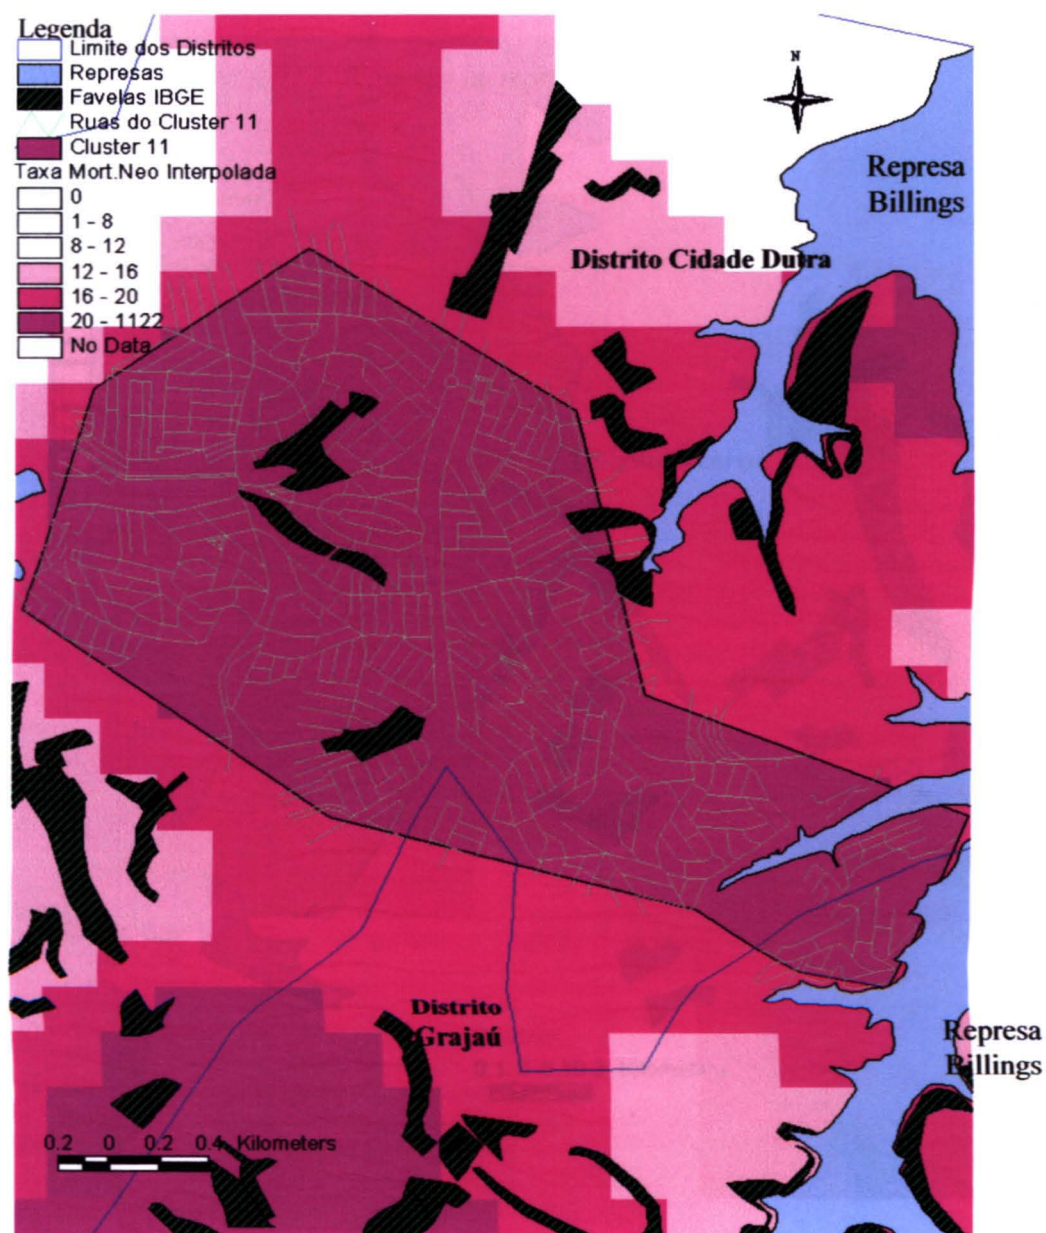 Legenda
Limite dos Distritos
Represas
Favelas IBGE
Ruas do Cluster 11
Cluster 11
Taxa Mort.Neo Interpolada
0
1 - 8
8 - 12
12 - 16
16 - 20
20 - 1122
No Data
N
Represa
Billings
Distrito Cidade Dutra
Distrito
Grajaú
Represa
Billings
0.2 0 0.2 0.4 Kilometers